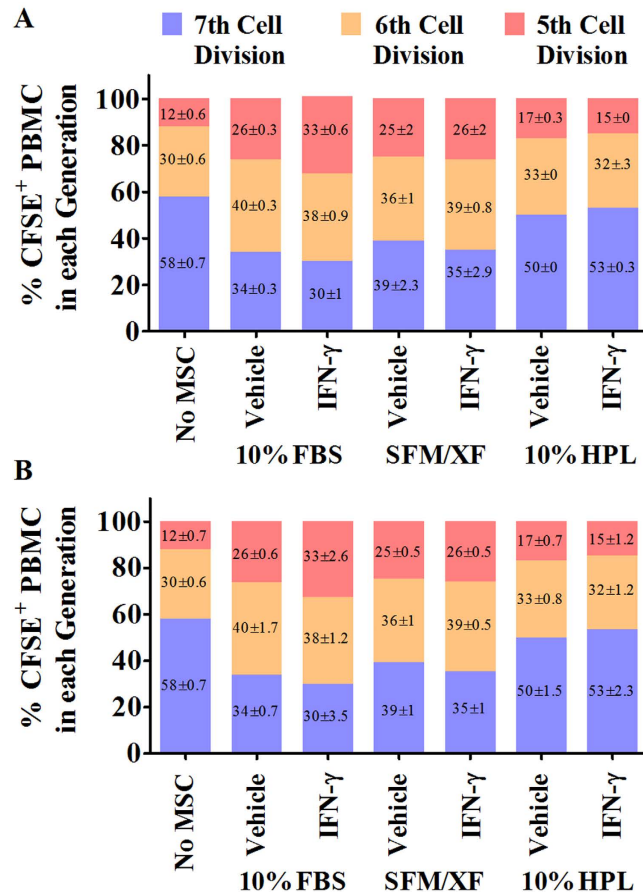 A
7th Cell Division
6th Cell Division
5th Cell Division
% CFSE+ PBMC
in each Generation
100
80
60
40
20
0
12±0.6 26±0.3 33±0.6 25±2 26±2 17±0.3 15±0
30±0.6 40±0.3 38±0.9 36±1 39±0.8 33±0 32±.3
58±0.7 34±0.3 30±1 39±2.3 35±2.9 50±0 53±0.3
No MSC Vehicle IFN-γ Vehicle IFN-γ Vehicle IFN-γ
10% FBS SFM/XF 10% HPL
B
% CFSE+ PBMC
in each Generation
100
80
60
40
20
0
12±0.7 26±0.6 33±2.6 25±0.5 26±0.5 17±0.7 15±1.2
30±0.6 40±1.7 38±1.2 36±1 39±0.5 33±0.8 32±1.2
58±0.7 34±0.7 30±3.5 39±1 35±1 50±1.5 53±2.3
No MSC Vehicle IFN-γ Vehicle IFN-γ Vehicle IFN-γ
10% FBS SFM/XF 10% HPL